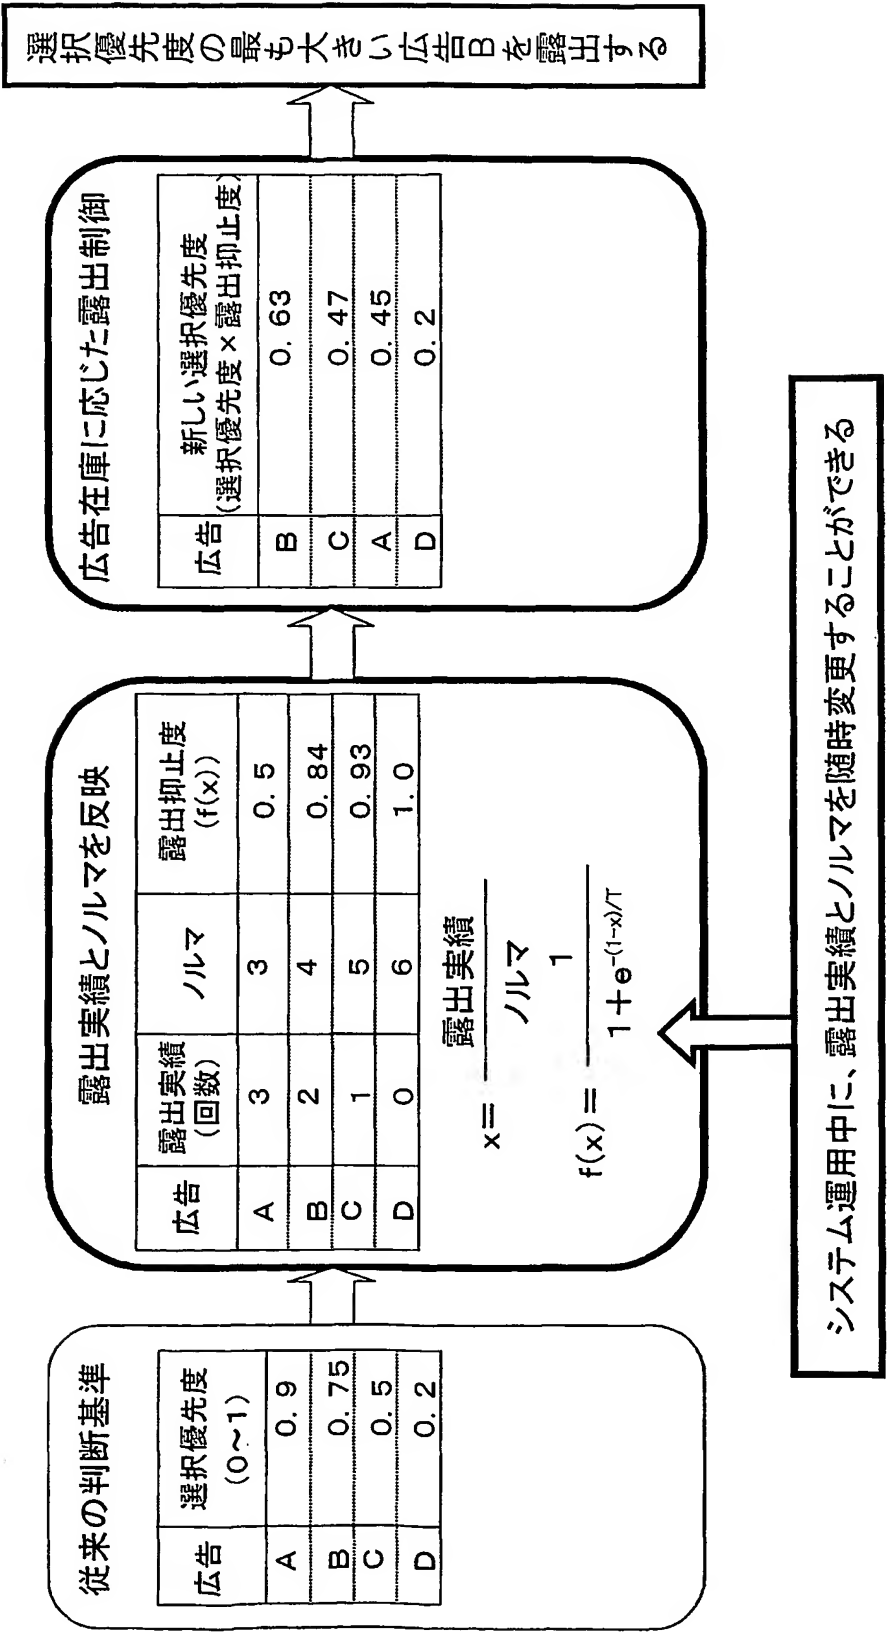 従来の判断基準
広告 選択優先度
(0~1)
A 0.9
B 0.75
C 0.5
D 0.2
露出実績とノルマを反映
広告 露出実績
(回数) ノルマ 露出抑止度
(f(x))
A 3 3 0.5
B 2 4 0.84
C 1 5 0.93
D 0 6 1.0
x= 露出実績
ノルマ
f(x)= 1
1+e-(1-x)/T
広告在庫に応じた露出制御
広告 新しい選択優先度
(選択優先度×露出抑止度)
B 0.63
C 0.47
A 0.45
D 0.2
選択優先度の最も大きい広告Bを露出する
システム運用中に、露出実績とノルマを随時変更することができる